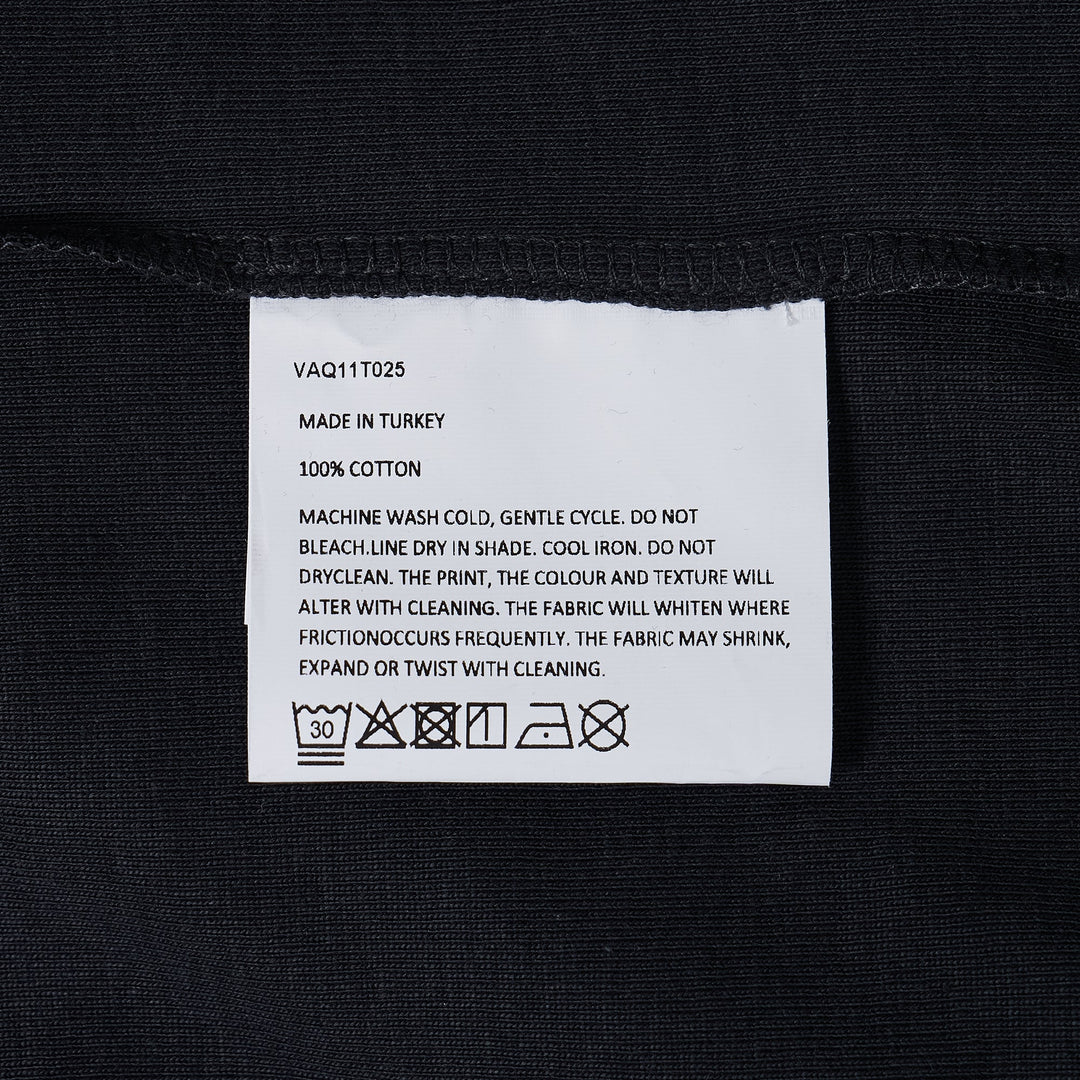 VAQ11T025
MADE IN TURKEY
100% COTTON
MACHINE WASH COLD, GENTLE CYCLE. DO NOT
BLEACH.LINE DRY IN SHADE. COOL IRON. DO NOT
DRYCLEAN. THE PRINT, THE COLOUR AND TEXTURE WILL
ALTER WITH CLEANING. THE FABRIC WILL WHITEN WHERE
FRICTIONOCCURS FREQUENTLY. THE FABRIC MAY SHRINK,
EXPAND OR TWIST WITH CLEANING.
30